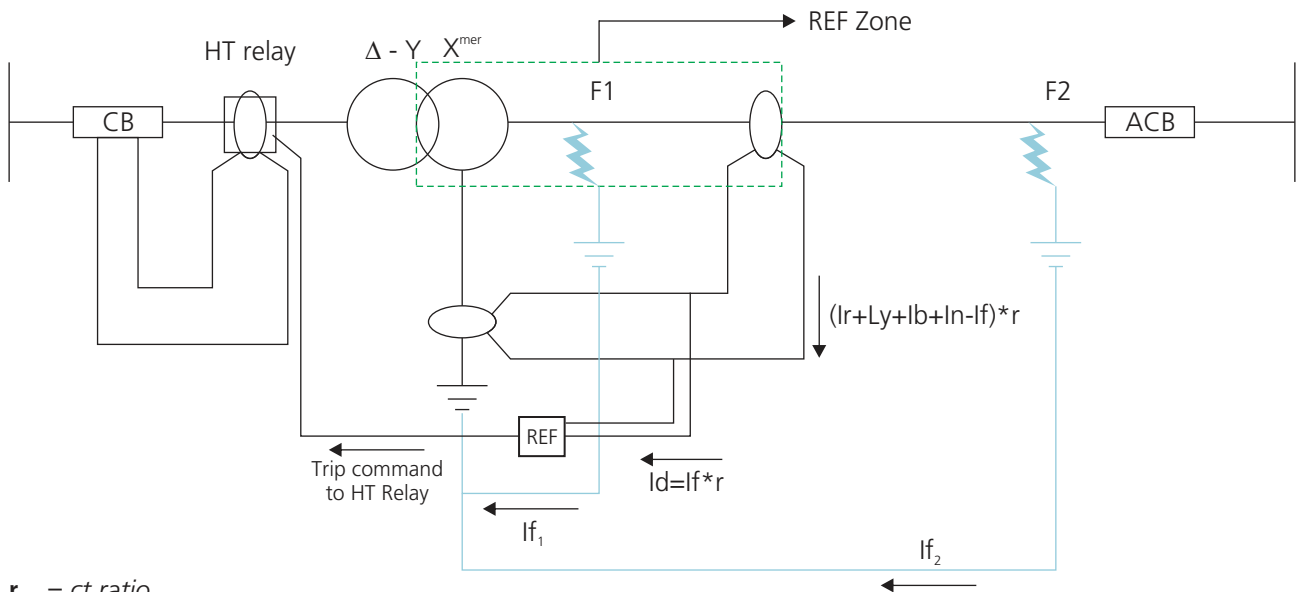 REF Zone
HT relay
Δ - Y Xᵐᵉʳ
F1
F2
CB
ACB
(Ir+Ly+Ib+In-If)*r
REF
Trip command
to HT Relay
Id=If*r
If₁
If₂
r = ct ratio